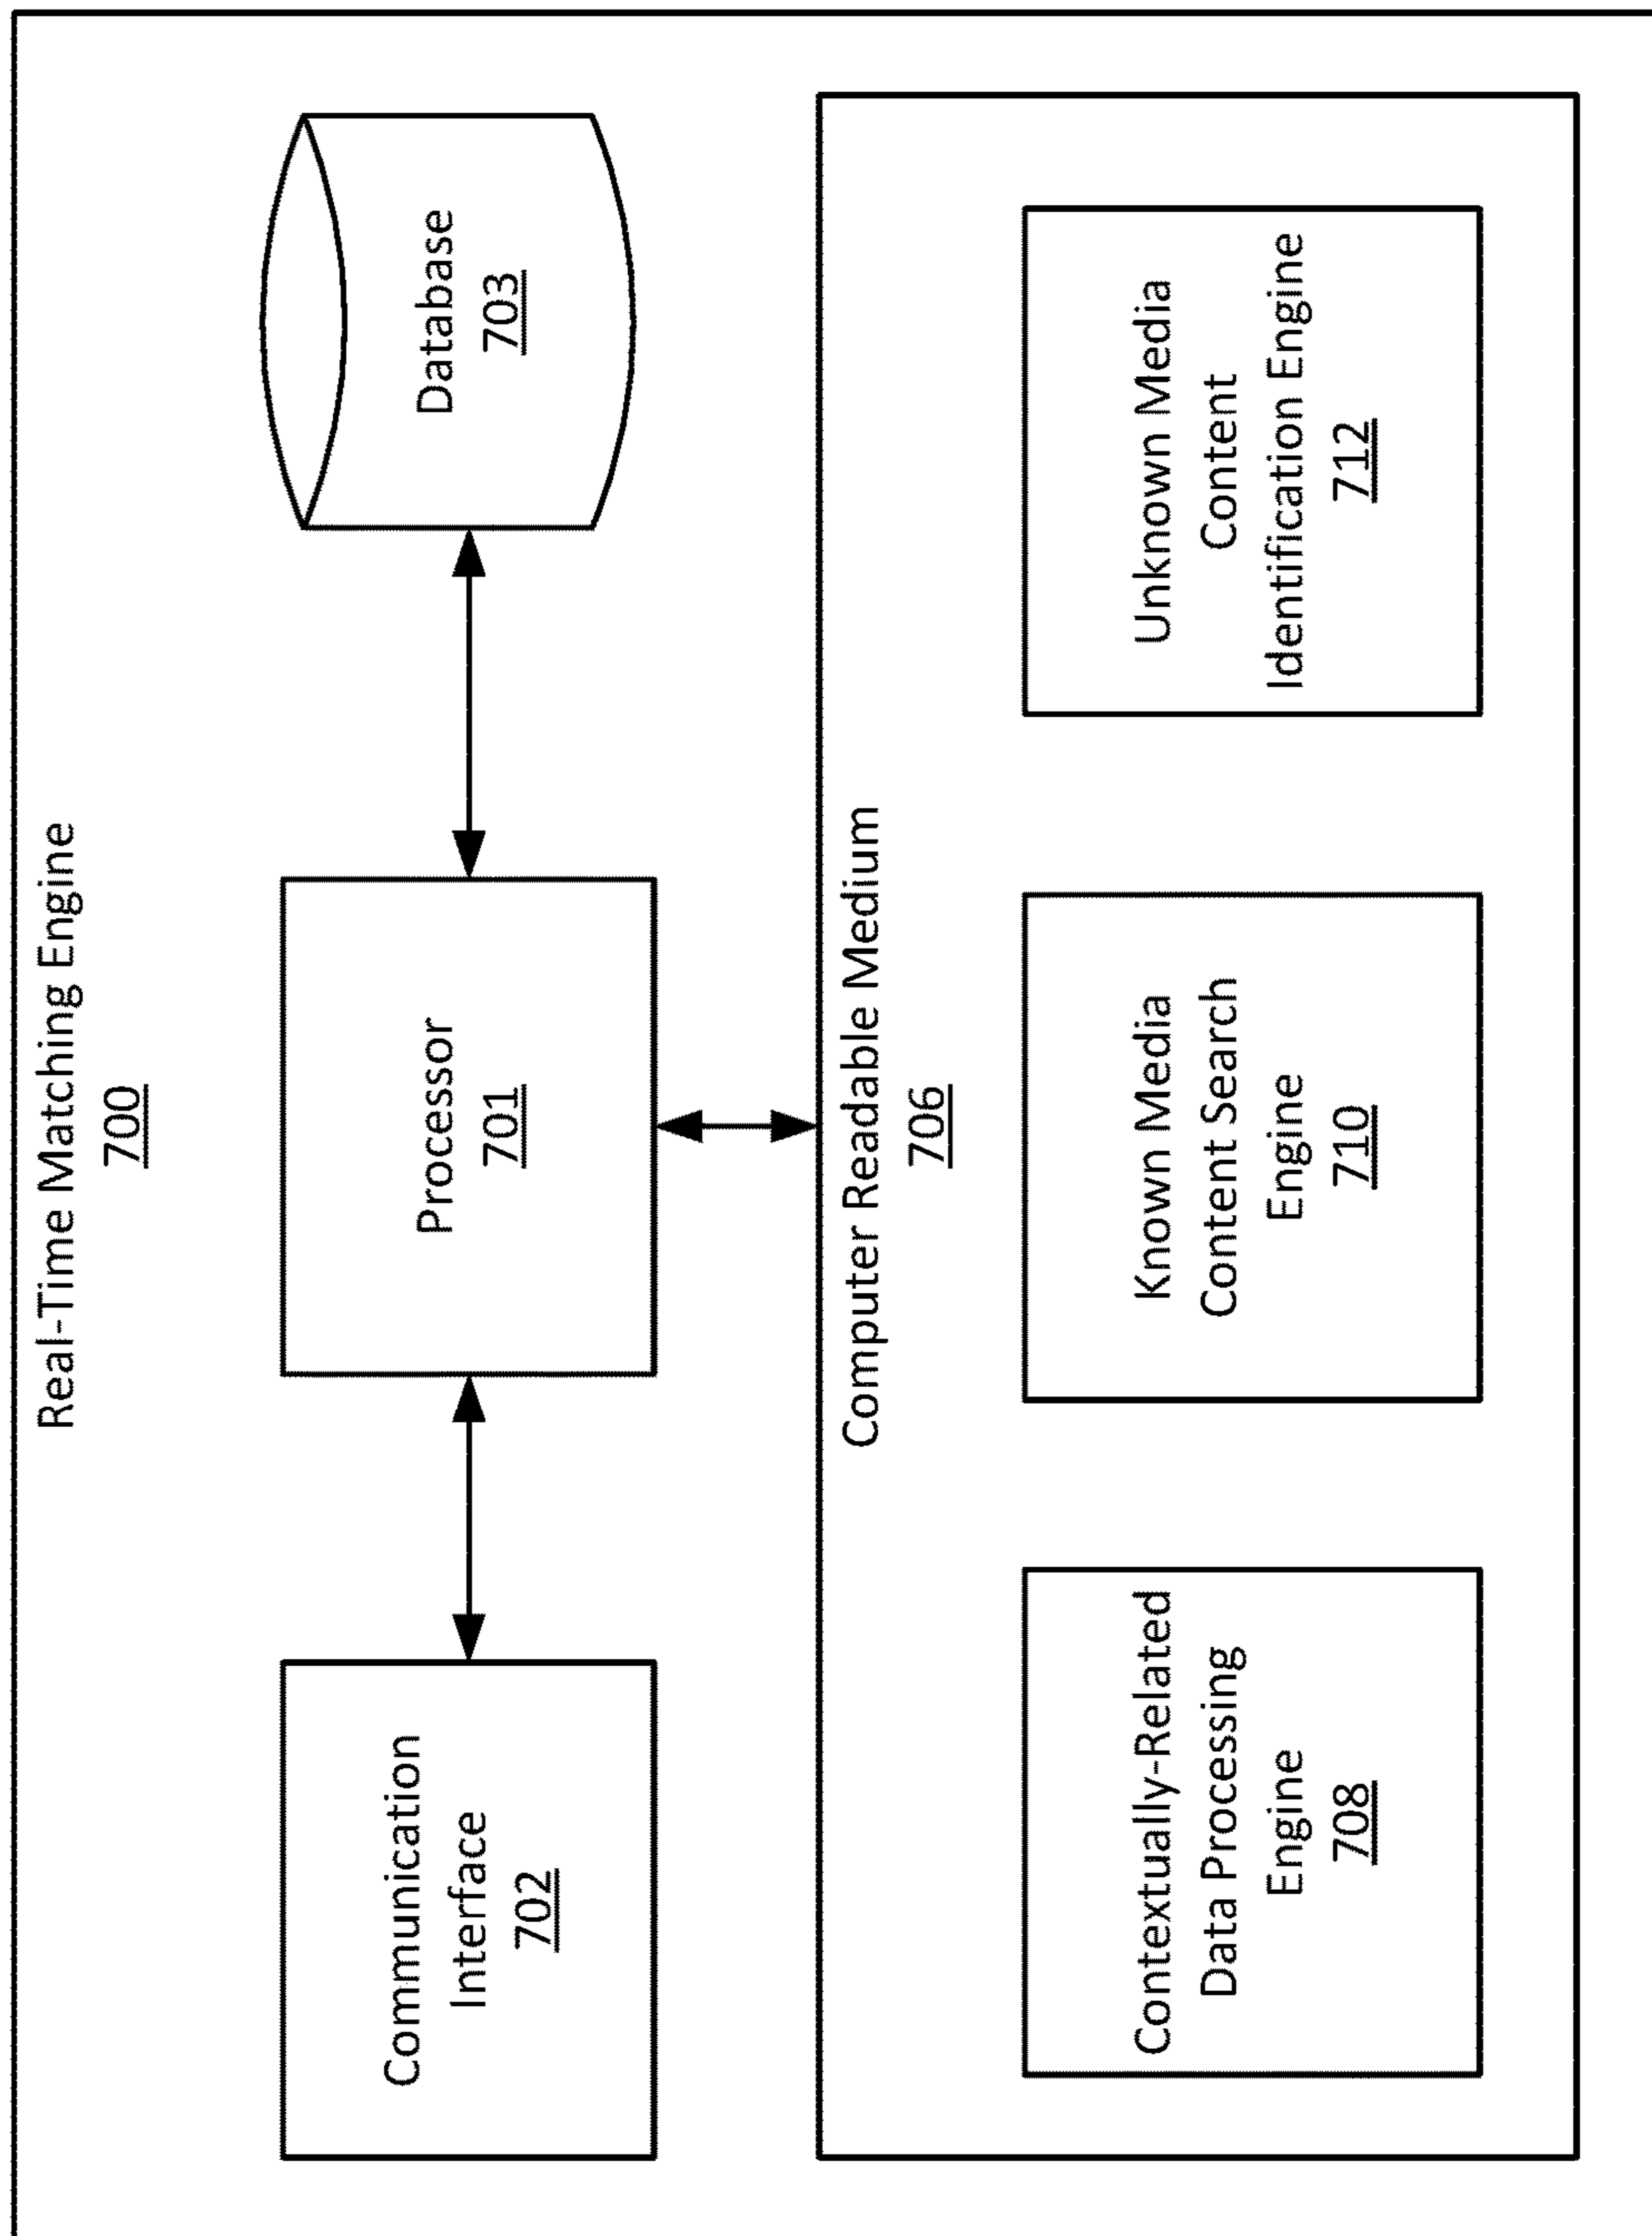 Real-Time Matching Engine
700
Communication
Interface
702
Processor
701
Database
703
Computer Readable Medium
706
Contextually-Related
Data Processing
Engine
708
Known Media
Content Search
Engine
710
Unknown Media
Content
Identification Engine
712